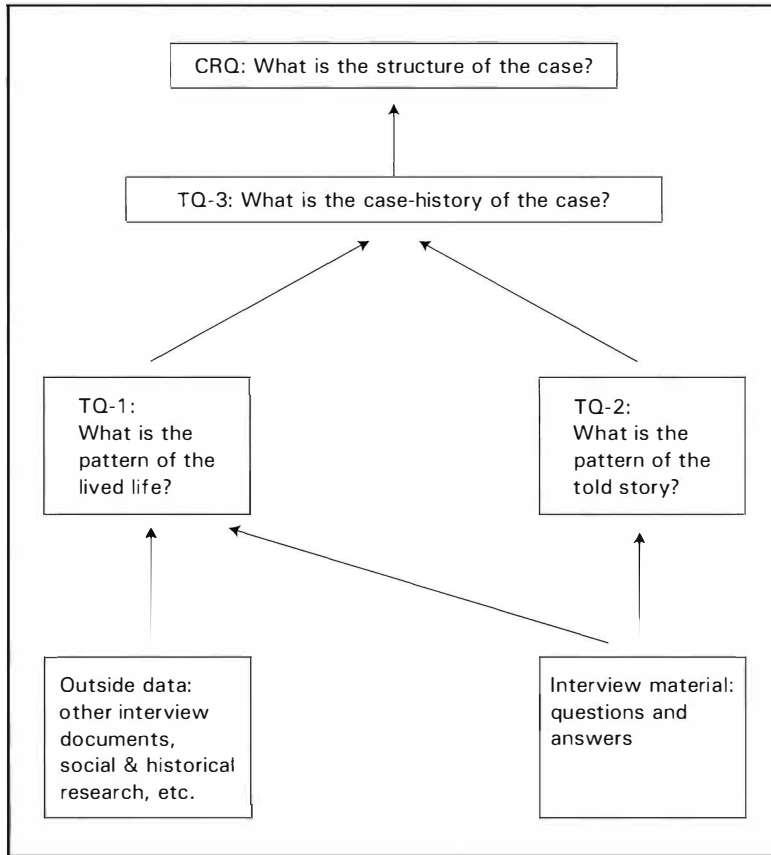 CRQ: What is the structure of the case?
TQ-3: What is the case-history of the case?
TQ-1:
What is the
pattern of the
lived life?
TQ-2:
What is the
pattern of the
told story?
Outside data:
other interview
documents,
social & historical
research, etc.
Interview material:
questions and
answers